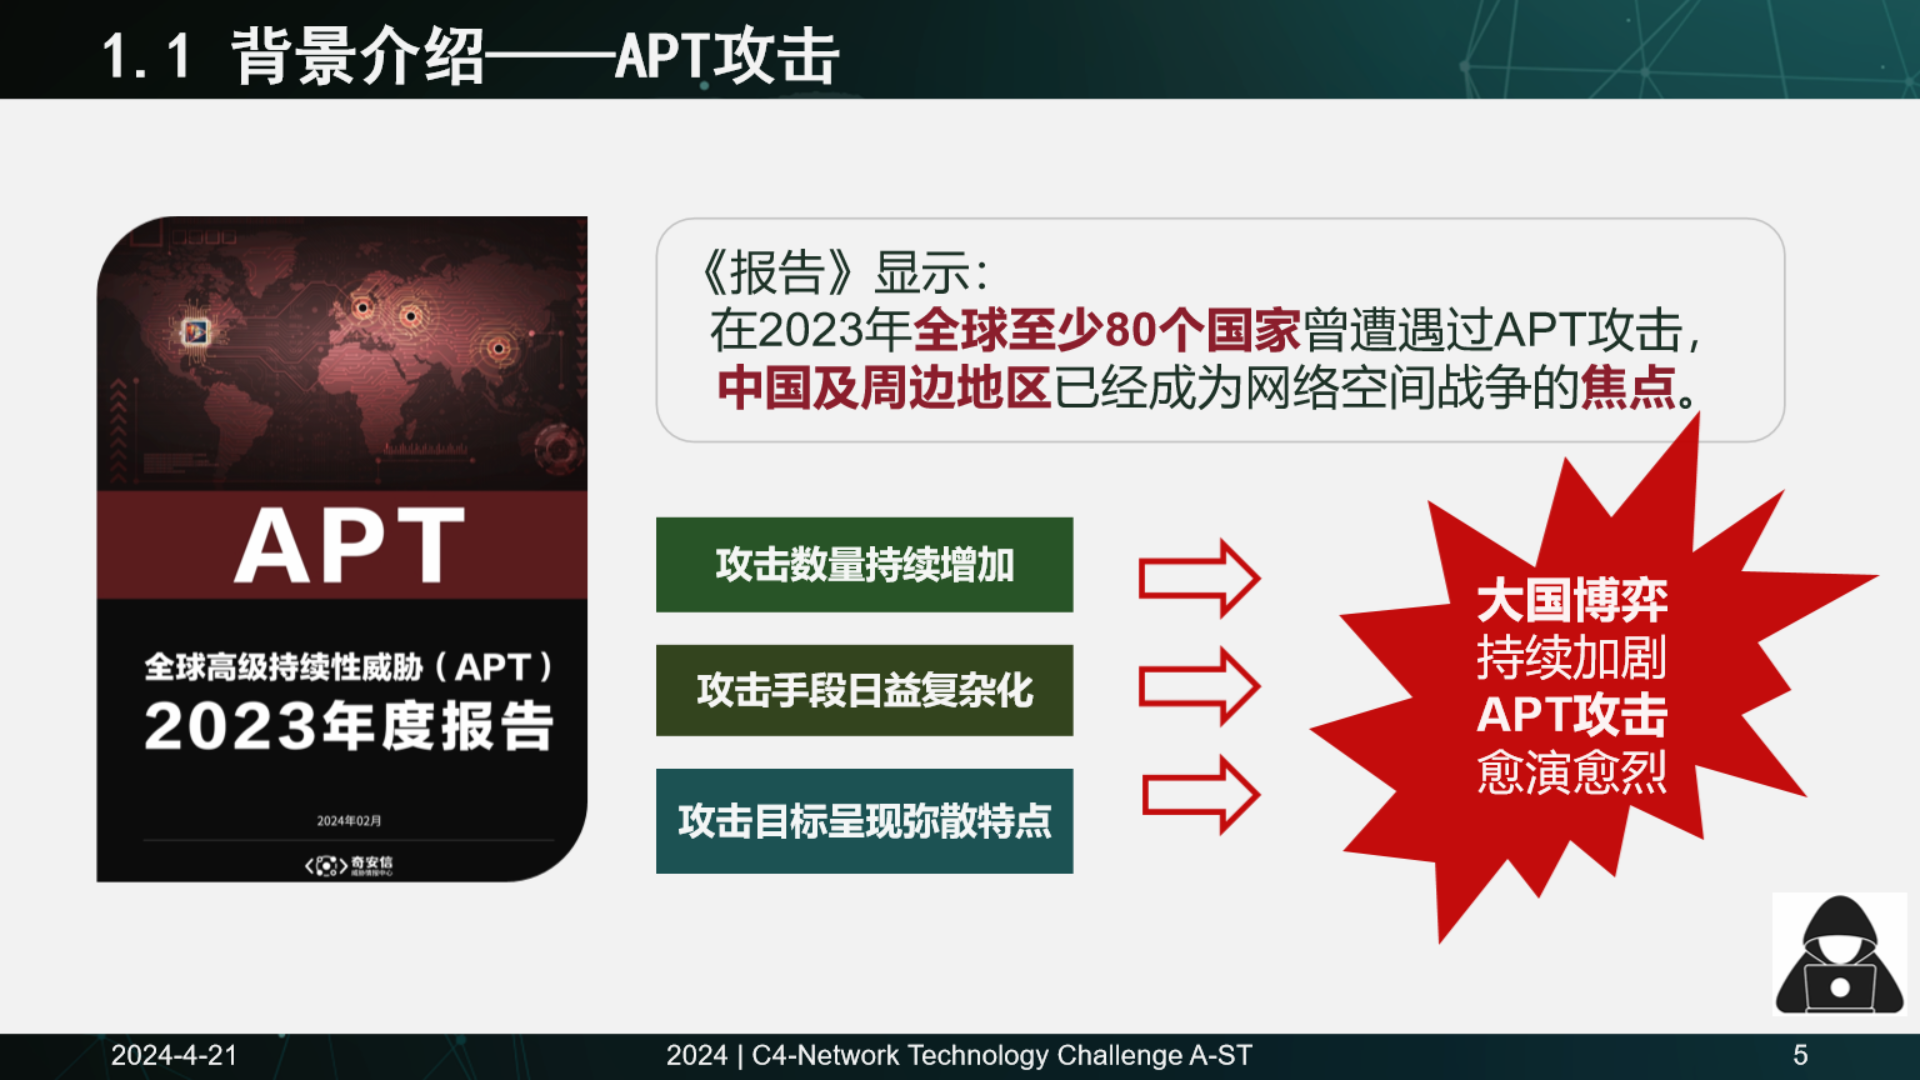 1.1 背景介绍——APT攻击
APT
全球高级持续性威胁（APT）
2023年度报告
2024年02月
奇安信
威胁情报中心
《报告》显示：
在2023年全球至少80个国家曾遭遇过APT攻击，
中国及周边地区已经成为网络空间战争的焦点。
攻击数量持续增加
攻击手段日益复杂化
攻击目标呈现弥散特点
大国博弈
持续加剧
APT攻击
愈演愈烈
2024-4-21
2024 | C4-Network Technology Challenge A-ST
5